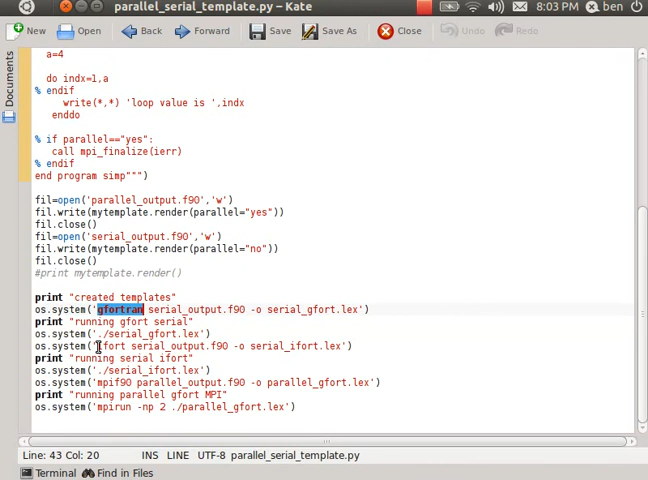 parallel_serial_template.py - Kate
8:03 PM
ben
New Open Back Forward Save Save As Close Undo Redo
Documents
a=4
do indx=1,a
% endif
write(*,*) 'loop value is ',indx
enddo
% if parallel=="yes":
call mpi_finalize(ierr)
% endif
end program simp""")
fil=open('parallel_output.f90','w')
fil.write(mytemplate.render(parallel="yes"))
fil.close()
fil=open('serial_output.f90','w')
fil.write(mytemplate.render(parallel="no"))
fil.close()
#print mytemplate.render()
print "created templates"
os.system('gfortran serial_output.f90 -o serial_gfort.lex')
print "running gfort serial"
os.system('./serial_gfort.lex')
os.system('ifort serial_output.f90 -o serial_ifort.lex')
print "running serial ifort"
os.system('./serial_ifort.lex')
os.system('mpif90 parallel_output.f90 -o parallel_gfort.lex')
print "running parallel gfort MPI"
os.system('mpirun -np 2 ./parallel_gfort.lex')
Line: 43 Col: 20 INS LINE UTF-8 parallel_serial_template.py
Terminal Find in Files